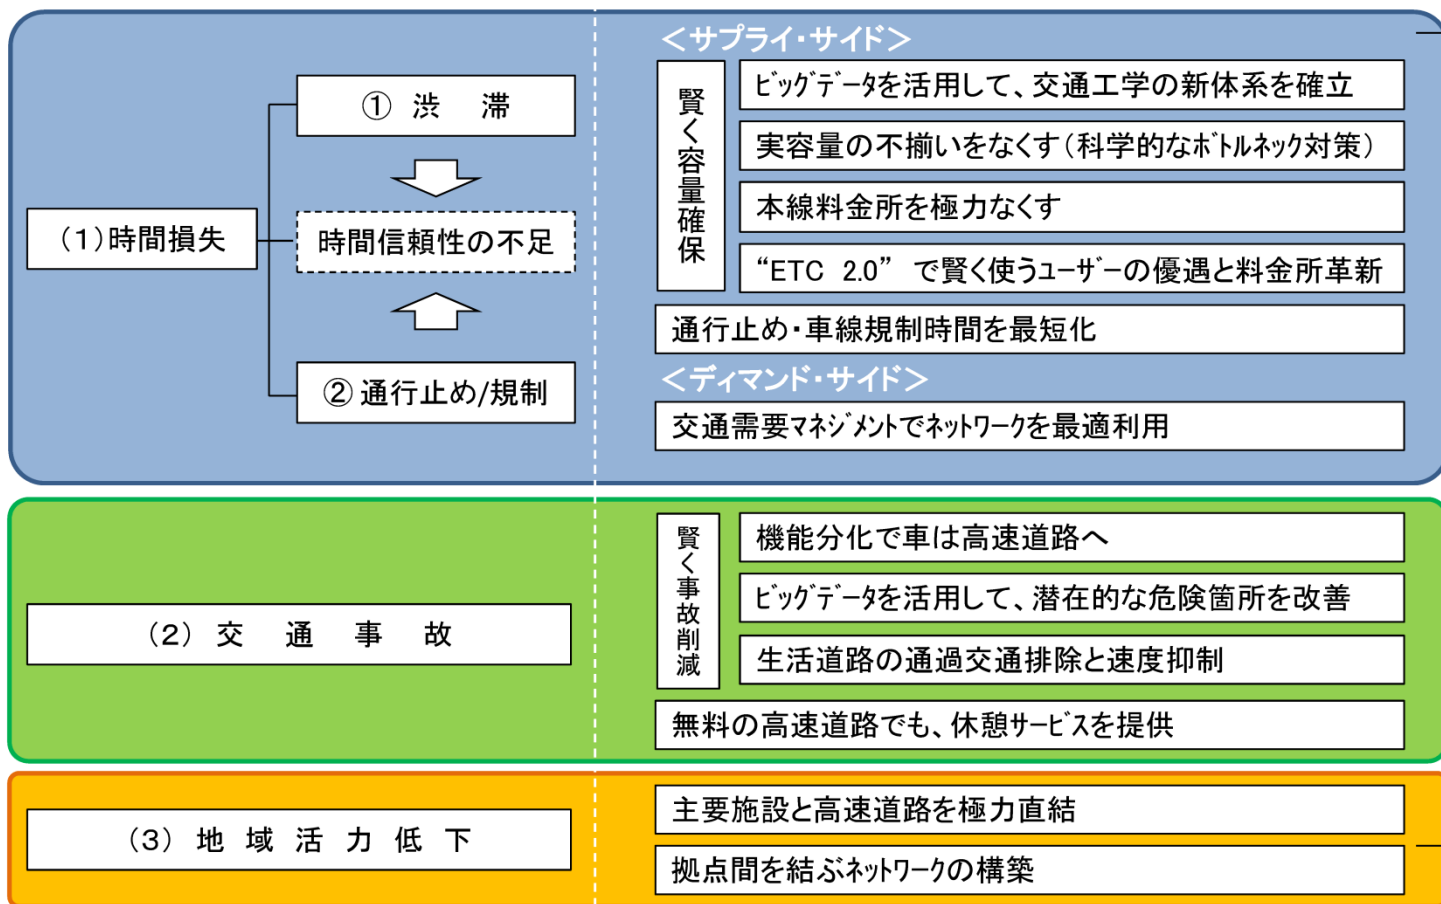 (1)時間損失
① 渋 滞
時間信頼性の不足
② 通行止め/規制
＜サプライ・サイド＞
賢く容量確保
ビッグデータを活用して、交通工学の新体系を確立
実容量の不揃いをなくす(科学的なボトルネック対策)
本線料金所を極力なくす
“ETC 2.0” で賢く使うユーザーの優遇と料金所革新
通行止め・車線規制時間を最短化
＜ディマンド・サイド＞
交通需要マネジメントでネットワークを最適利用
(2) 交 通 事 故
賢く事故削減
機能分化で車は高速道路へ
ビッグデータを活用して、潜在的な危険箇所を改善
生活道路の通過交通排除と速度抑制
無料の高速道路でも、休憩サービスを提供
(3) 地 域 活 力 低 下
主要施設と高速道路を極力直結
拠点間を結ぶネットワークの構築